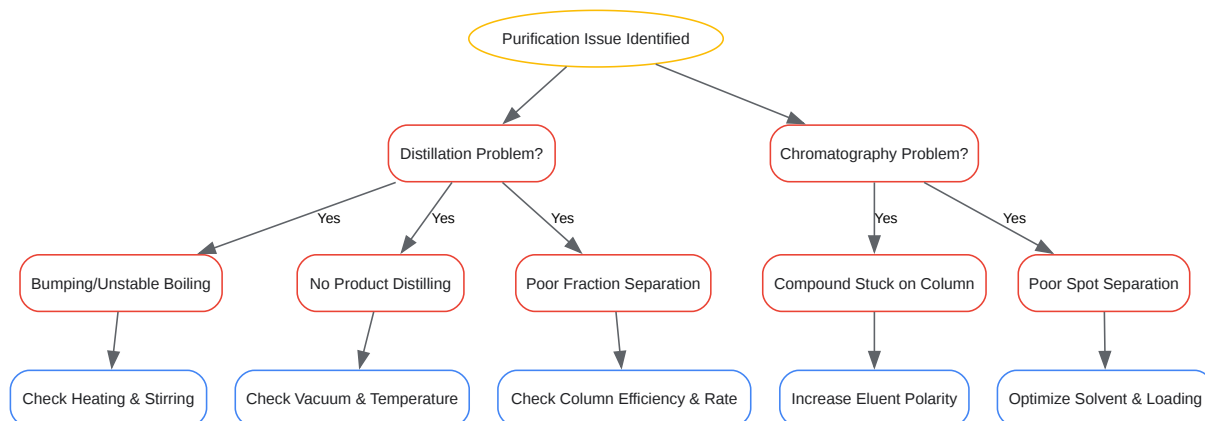 Purification Issue Identified
Distillation Problem?
Chromatography Problem?
Yes
Yes
Yes
Yes
Yes
Bumping/Unstable Boiling
No Product Distilling
Poor Fraction Separation
Compound Stuck on Column
Poor Spot Separation
Check Heating & Stirring
Check Vacuum & Temperature
Check Column Efficiency & Rate
Increase Eluent Polarity
Optimize Solvent & Loading